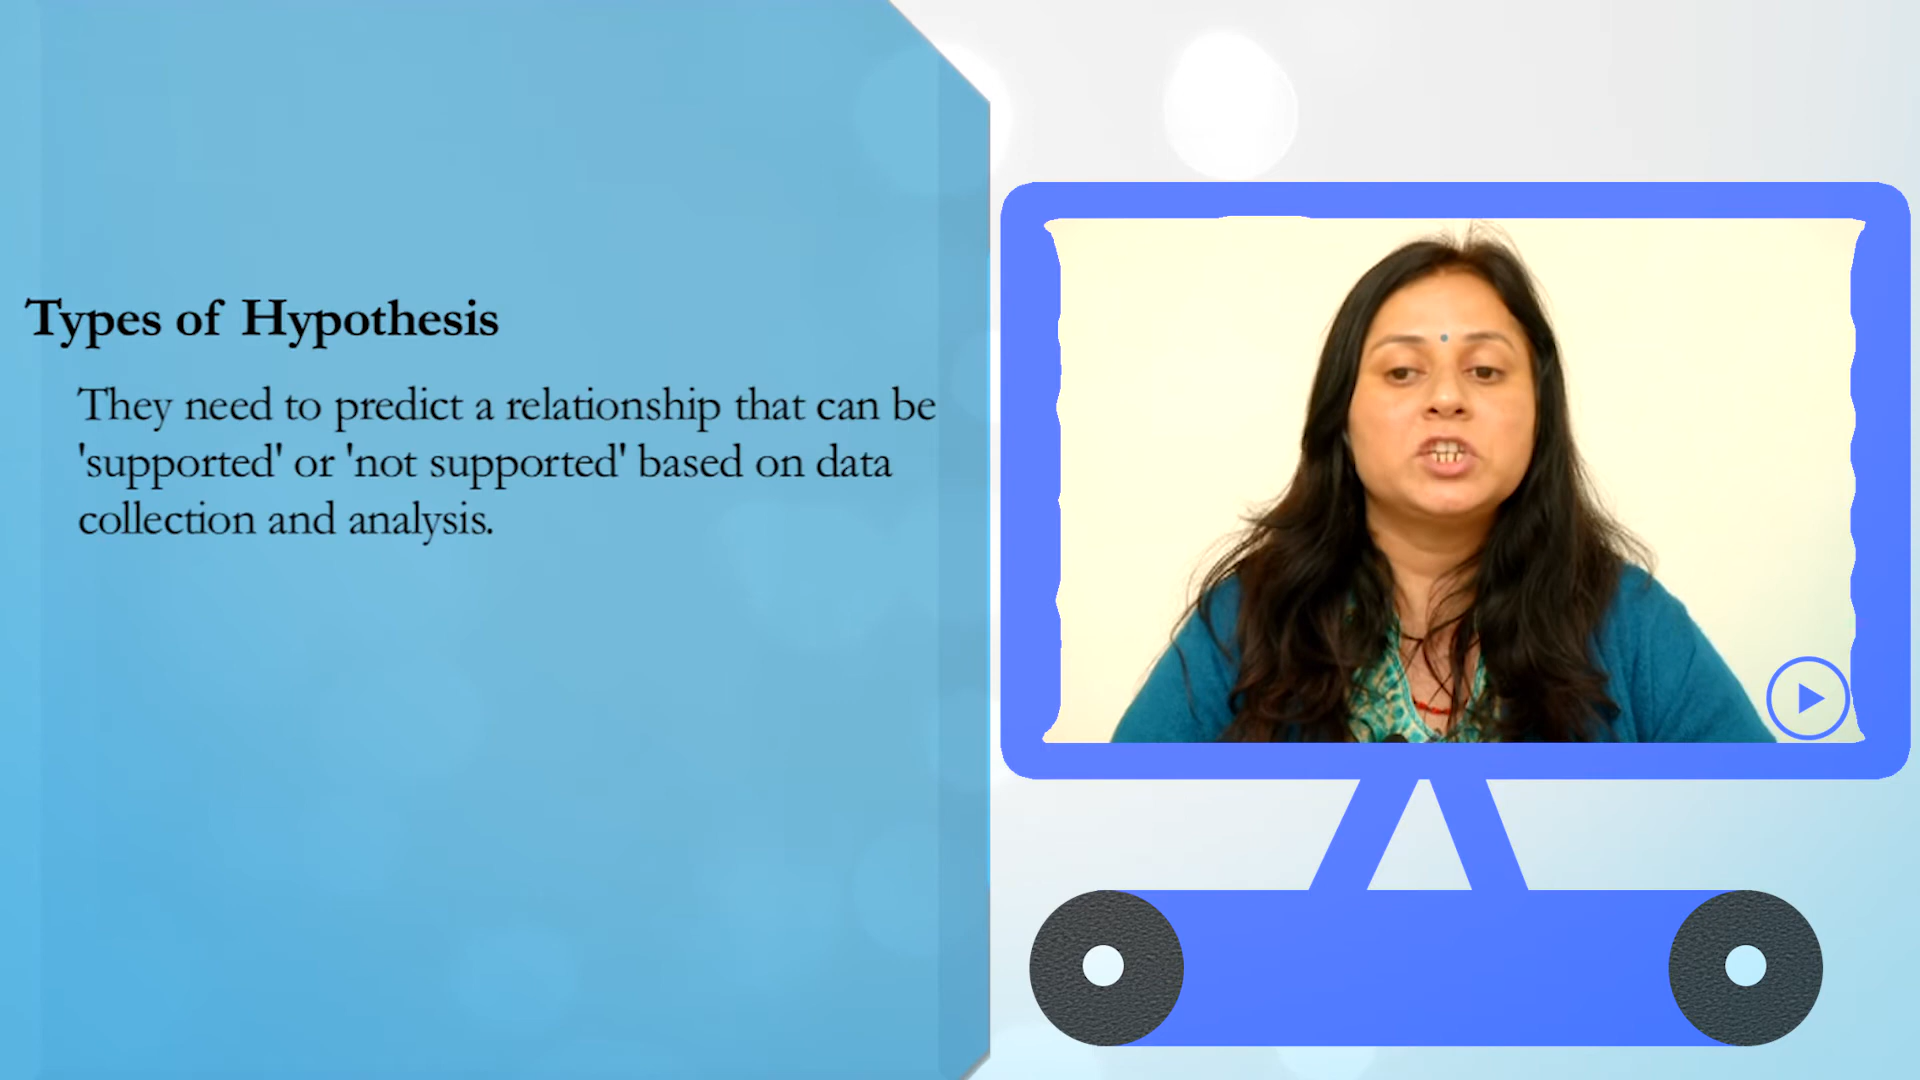 Types of Hypothesis
They need to predict a relationship that can be
'supported' or 'not supported' based on data
collection and analysis.